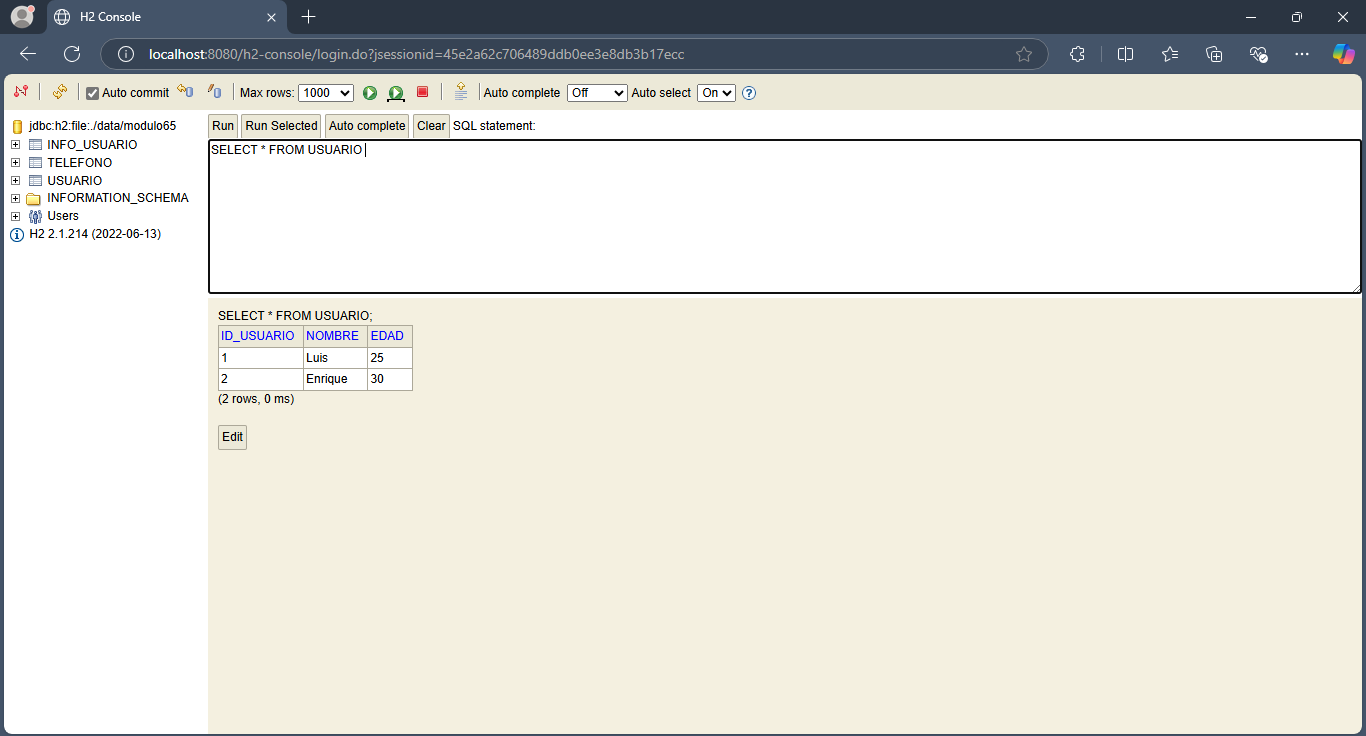 H2 Console
localhost:8080/h2-console/login.do?jsessionid=45e2a62c706489ddb0ee3e8db3b17ecc
Auto commit Max rows: 1000 Auto complete Off Auto select On
jdbc:h2:file:./data/modulo65
INFO_USUARIO
TELEFONO
USUARIO
INFORMATION_SCHEMA
Users
H2 2.1.214 (2022-06-13)
Run Run Selected Auto complete Clear SQL statement:
SELECT * FROM USUARIO
SELECT * FROM USUARIO;
ID_USUARIO NOMBRE EDAD
1 Luis 25
2 Enrique 30
(2 rows, 0 ms)
Edit